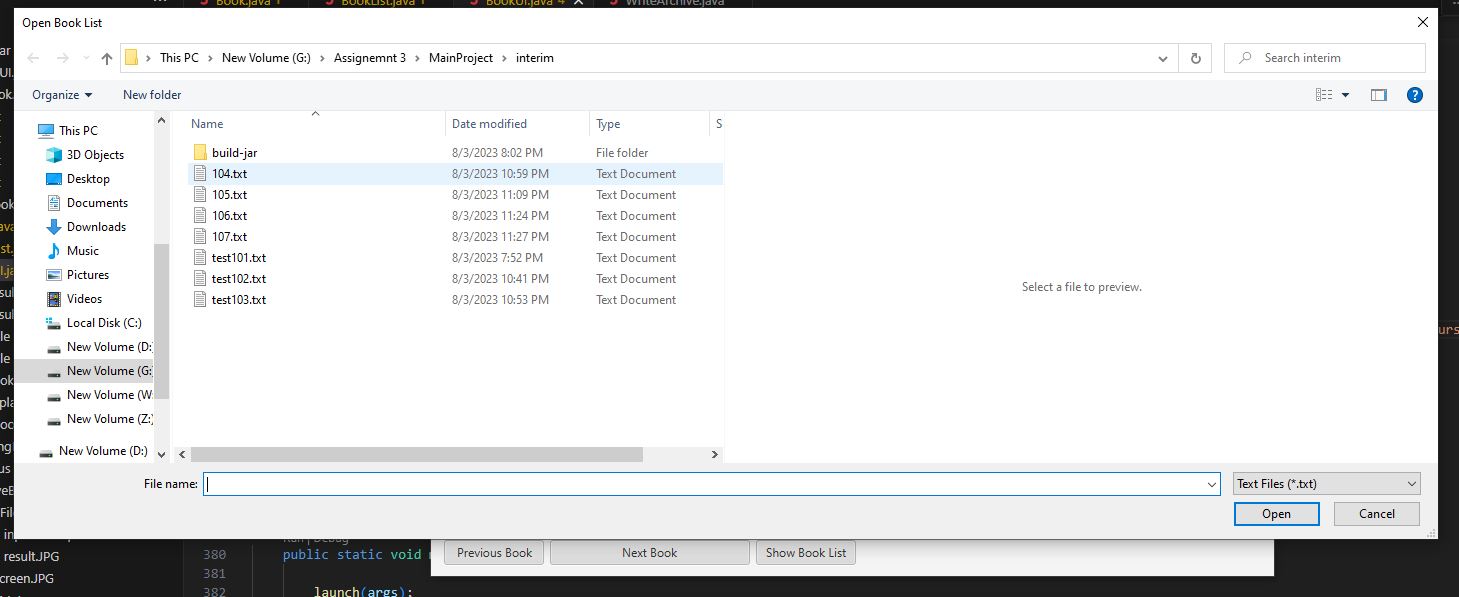 Book.java 1 BookList.java 1 BookUI.java 4 WriteArchive.java
Open Book List
This PC New Volume (G:) Assignemnt 3 MainProject interim
Search interim
Organize New folder
Name Date modified Type S
This PC
3D Objects
Desktop
Documents
Downloads
Music
Pictures
Videos
Local Disk (C:)
New Volume (D:
New Volume (G:
New Volume (W:
New Volume (Z:)
New Volume (D:)
build-jar 8/3/2023 8:02 PM File folder
104.txt 8/3/2023 10:59 PM Text Document
105.txt 8/3/2023 11:09 PM Text Document
106.txt 8/3/2023 11:24 PM Text Document
107.txt 8/3/2023 11:27 PM Text Document
test101.txt 8/3/2023 7:52 PM Text Document
test102.txt 8/3/2023 10:41 PM Text Document
test103.txt 8/3/2023 10:53 PM Text Document
Select a file to preview.
File name:
Text Files (*.txt)
Open Cancel
Run | Debug
380 public static void
381
382 launch(args);
Previous Book Next Book Show Book List
result.JPG
creen.JPG